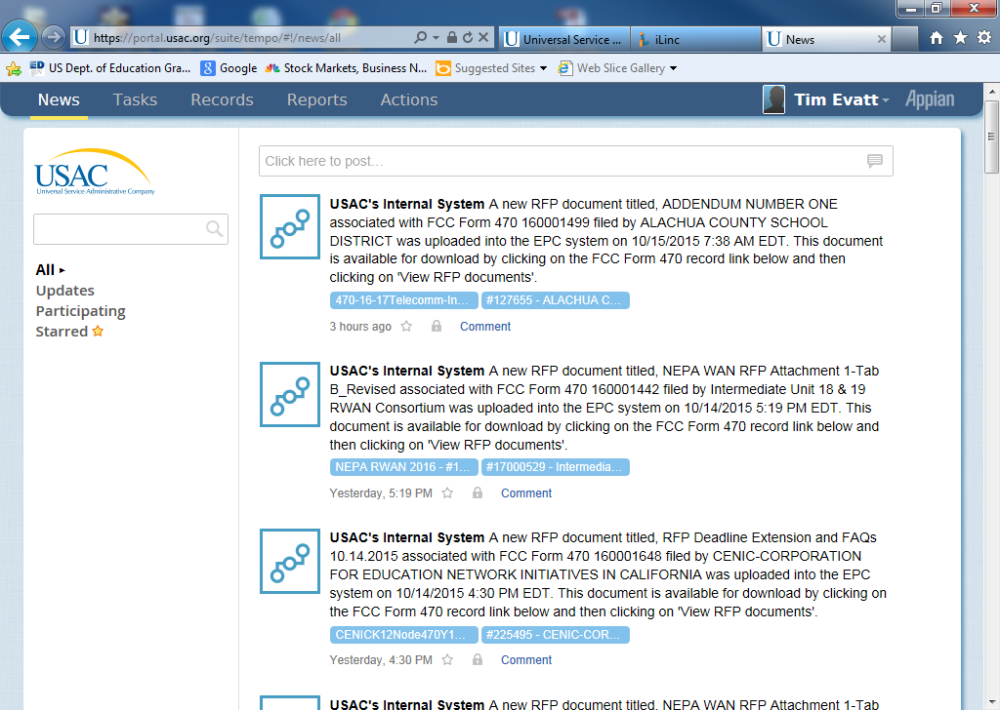 https://portal.usac.org/suite/tempo/#!/news/all
Universal Service ...
iLinc
News
US Dept. of Education Gra...
Google
Stock Markets, Business N...
Suggested Sites
Web Slice Gallery
News
Tasks
Records
Reports
Actions
Tim Evatt
Appian
USAC
Universal Service Administrative Company
All
Updates
Participating
Starred
Click here to post...
USAC's Internal System A new RFP document titled, ADDENDUM NUMBER ONE
associated with FCC Form 470 160001499 filed by ALACHUA COUNTY SCHOOL
DISTRICT was uploaded into the EPC system on 10/15/2015 7:38 AM EDT. This document
is available for download by clicking on the FCC Form 470 record link below and then
clicking on 'View RFP documents'.
470-16-17Telecomm-In... #127655 - ALACHUA C...
3 hours ago Comment
USAC's Internal System A new RFP document titled, NEPA WAN RFP Attachment 1-Tab
B_Revised associated with FCC Form 470 160001442 filed by Intermediate Unit 18 & 19
RWAN Consortium was uploaded into the EPC system on 10/14/2015 5:19 PM EDT. This
document is available for download by clicking on the FCC Form 470 record link below and
then clicking on 'View RFP documents'.
NEPA RWAN 2016 - #1... #17000529 - Intermedia...
Yesterday, 5:19 PM Comment
USAC's Internal System A new RFP document titled, RFP Deadline Extension and FAQs
10.14.2015 associated with FCC Form 470 160001648 filed by CENIC-CORPORATION
FOR EDUCATION NETWORK INITIATIVES IN CALIFORNIA was uploaded into the EPC
system on 10/14/2015 4:30 PM EDT. This document is available for download by clicking on
the FCC Form 470 record link below and then clicking on 'View RFP documents'.
CENICK12Node470Y1... #225495 - CENIC-COR...
Yesterday, 4:30 PM Comment
USAC's Internal System A new RFP document titled, NEPA WAN RFP Attachment 1-Tab